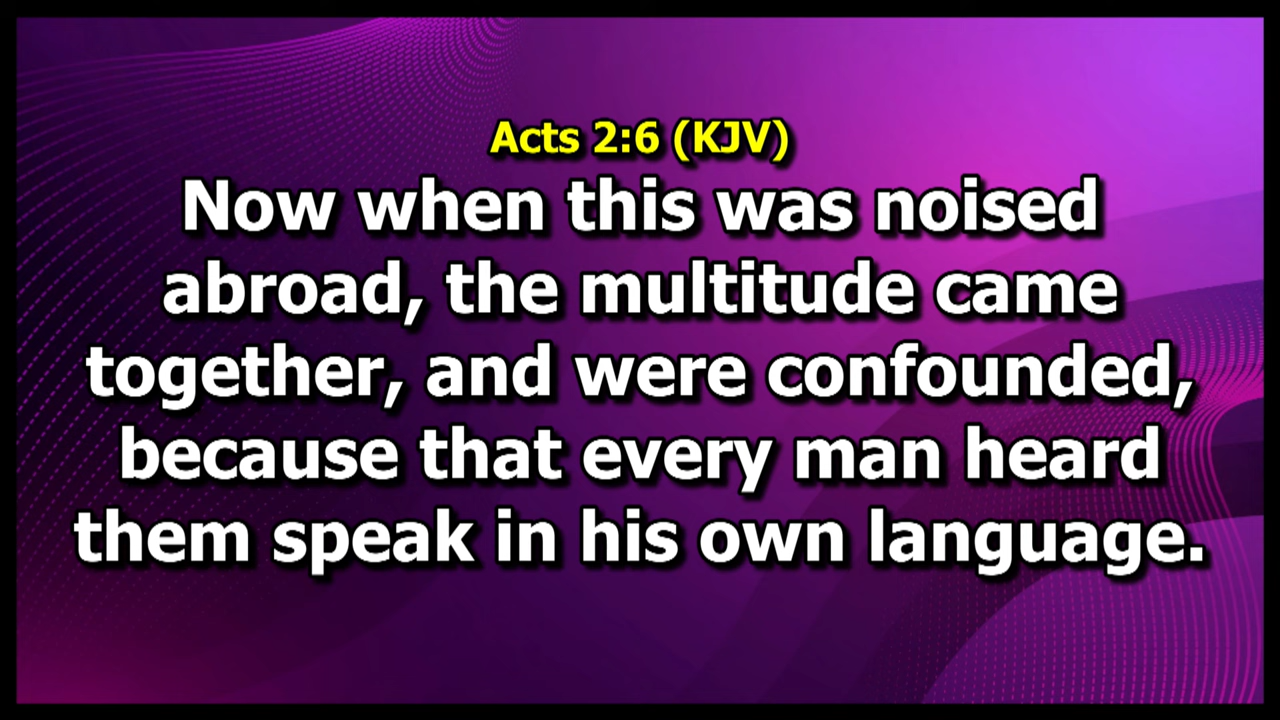 Acts 2:6 (KJV)
Now when this was noised
abroad, the multitude came
together, and were confounded,
because that every man heard
them speak in his own language.